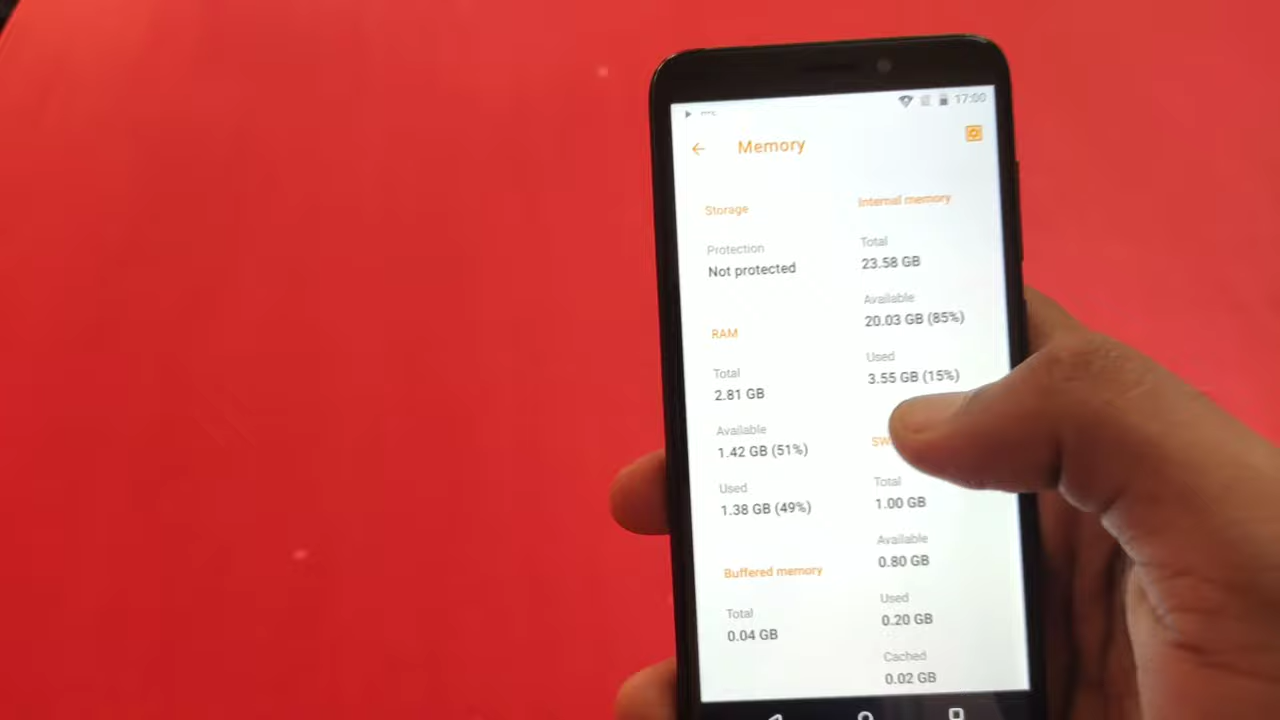 17:00
Memory
Storage
Protection
Not protected
RAM
Total
2.81 GB
Available
1.42 GB (51%)
Used
1.38 GB (49%)
Buffered memory
Total
0.04 GB
Internal memory
Total
23.58 GB
Available
20.03 GB (85%)
Used
3.55 GB (15%)
SW
Total
1.00 GB
Available
0.80 GB
Used
0.20 GB
Cached
0.02 GB